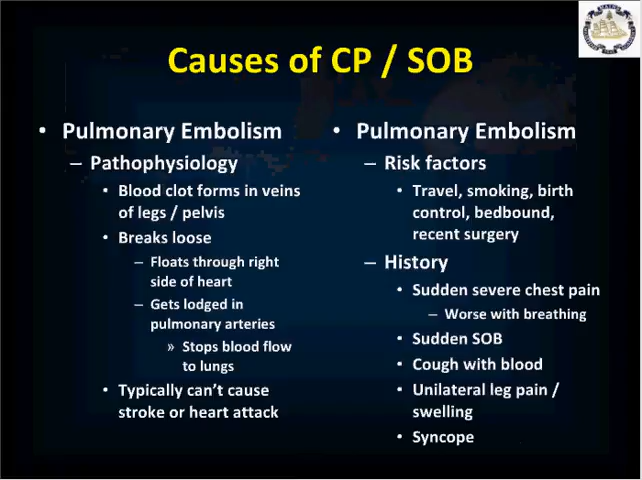 Causes of CP / SOB
• Pulmonary Embolism
– Pathophysiology
• Blood clot forms in veins
of legs / pelvis
• Breaks loose
– Floats through right
side of heart
– Gets lodged in
pulmonary arteries
» Stops blood flow
to lungs
• Typically can't cause
stroke or heart attack
• Pulmonary Embolism
– Risk factors
• Travel, smoking, birth
control, bedbound,
recent surgery
– History
• Sudden severe chest pain
– Worse with breathing
• Sudden SOB
• Cough with blood
• Unilateral leg pain /
swelling
• Syncope